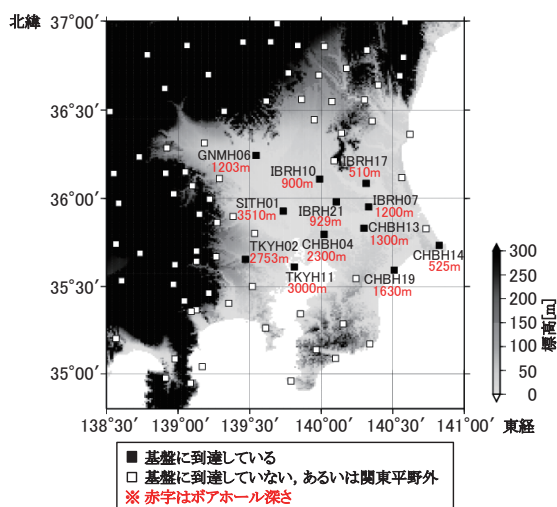 北緯
37°00'
36°30'
36°00'
35°30'
35°00'
138°30'
139°00'
139°30'
140°00'
140°30'
141°00'
東経
GNMH06
1203m
IBRH10
900m
IBRH17
510m
SITH01
3510m
IBRH21
929m
IBRH07
1200m
CHBH13
1300m
TKYH02
2753m
CHBH04
2300m
CHBH14
525m
TKYH11
3000m
CHBH19
1630m
300
250
200
150
100
50
0
標高[m]
■ 基盤に到達している
□ 基盤に到達していない, あるいは関東平野外
※ 赤字はボアホール深さ